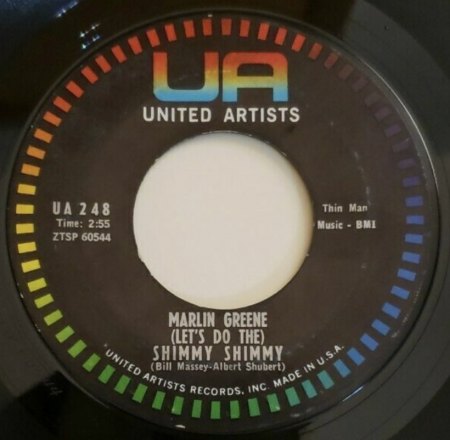 UA
UNITED ARTISTS
UA 248
Time: 2:55
ZTSP 60544
Thin Man
Music - BMI
MARLIN GREENE
(LET'S DO THE)
SHIMMY SHIMMY
(Bill Massey-Albert Shubert)
UNITED ARTISTS RECORDS, INC. MADE IN U.S.A.